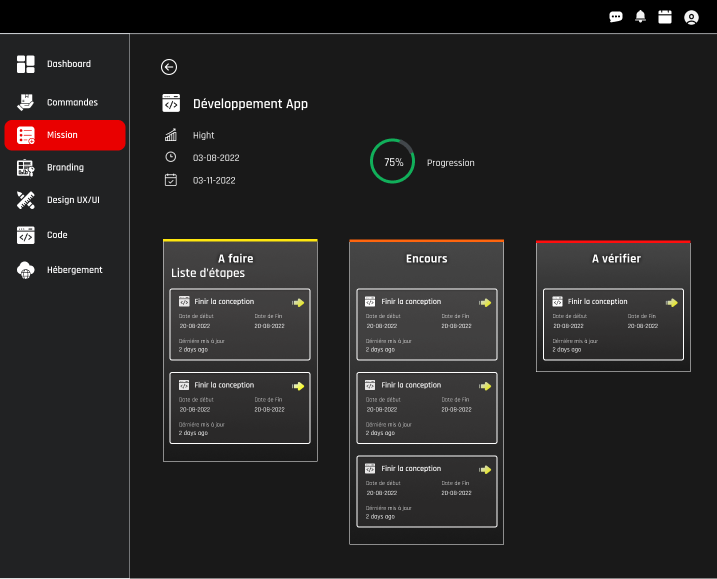 Dashboard
Commandes
Mission
Branding
Design UX/UI
Code
Hébergement
Développement App
Hight
03-08-2022
03-11-2022
75%
Progression
A faire
Liste d'étapes
Finir la conception
Date de début
Date de Fin
20-08-2022
20-08-2022
Dérniére mis à jour
2 days ago
Finir la conception
Date de début
Date de Fin
20-08-2022
20-08-2022
Dérniére mis à jour
2 days ago
Encours
Finir la conception
Date de début
Date de Fin
20-08-2022
20-08-2022
Dérniére mis à jour
2 days ago
Finir la conception
Date de début
Date de Fin
20-08-2022
20-08-2022
Dérniére mis à jour
2 days ago
Finir la conception
Date de début
Date de Fin
20-08-2022
20-08-2022
Dérniére mis à jour
2 days ago
A vérifier
Finir la conception
Date de début
Date de Fin
20-08-2022
20-08-2022
Dérniére mis à jour
2 days ago